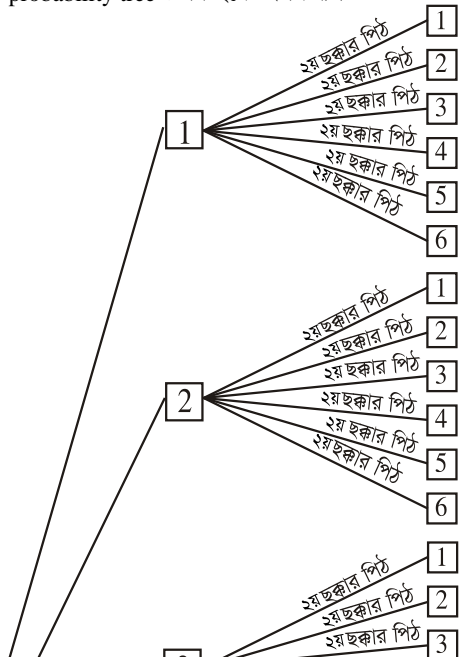 probability tree
২য় ছক্কার পিঠ 1
২য় ছক্কার পিঠ 2
২য় ছক্কার পিঠ 3
1
২য় ছক্কার পিঠ 4
২য় ছক্কার পিঠ 5
২য় ছক্কার পিঠ 6
২য় ছক্কার পিঠ 1
২য় ছক্কার পিঠ 2
২য় ছক্কার পিঠ 3
2
২য় ছক্কার পিঠ 4
২য় ছক্কার পিঠ 5
২য় ছক্কার পিঠ 6
২য় ছক্কার পিঠ 1
২য় ছক্কার পিঠ 2
২য় ছক্কার পিঠ 3